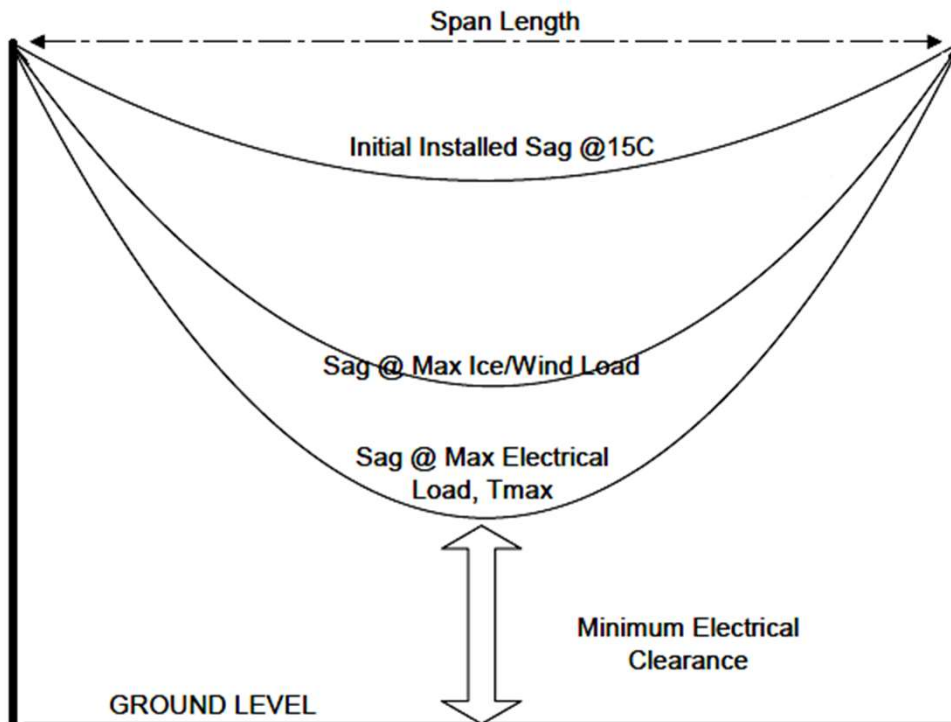 Span Length
Initial Installed Sag @15C
Sag @ Max Ice/Wind Load
Sag @ Max Electrical
Load, Tmax
Minimum Electrical
Clearance
GROUND LEVEL